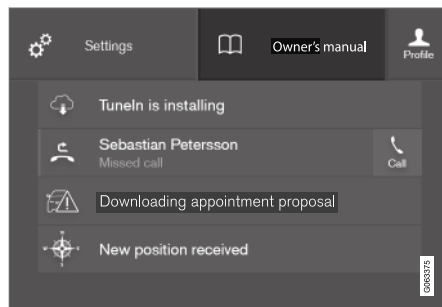 Settings
Owner's manual
Profile
TuneIn is installing
Sebastian Petersson
Missed call
Call
Downloading appointment proposal
New position received
G063375